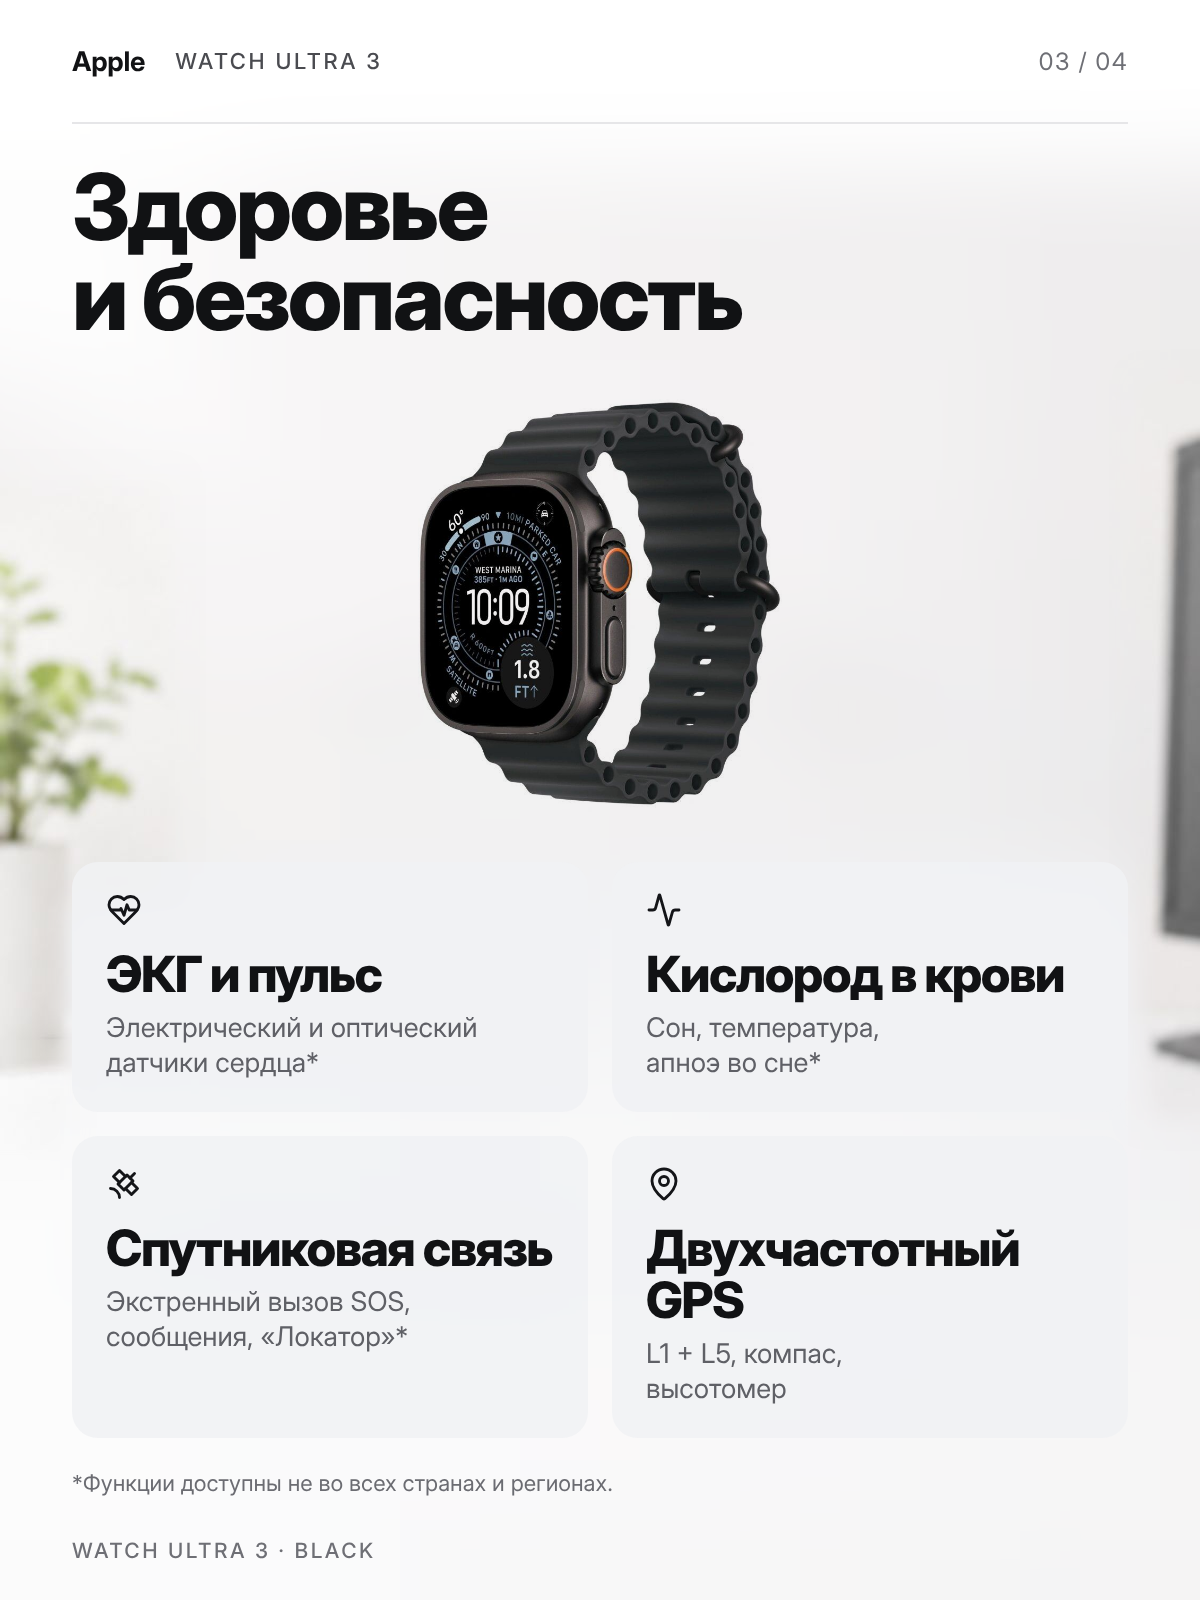 Apple WATCH ULTRA 3 03 / 04
Здоровье
и безопасность
60°
30
90
10MI PARKED CAR
WEST MARINA
385FT · 1M AGO
10:09
R 600FT
1.8
FT↑
SATELLITE
ЭКГ и пульс
Электрический и оптический
датчики сердца*
Кислород в крови
Сон, температура,
апноэ во сне*
Спутниковая связь
Экстренный вызов SOS,
сообщения, «Локатор»*
Двухчастотный
GPS
L1 + L5, компас,
высотомер
*Функции доступны не во всех странах и регионах.
WATCH ULTRA 3 · BLACK